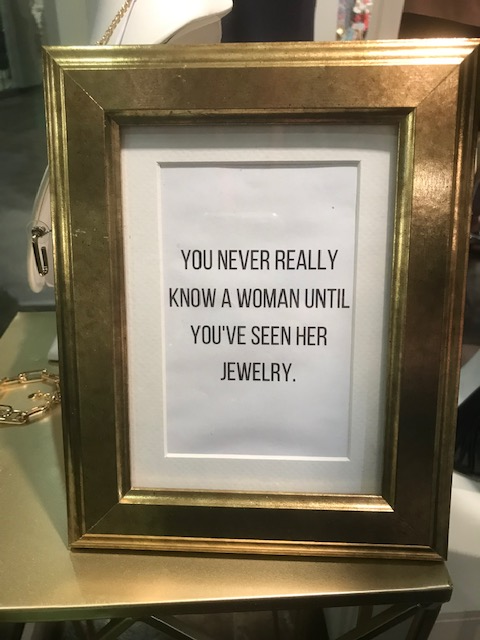 YOU NEVER REALLY
KNOW A WOMAN UNTIL
YOU'VE SEEN HER
JEWELRY.